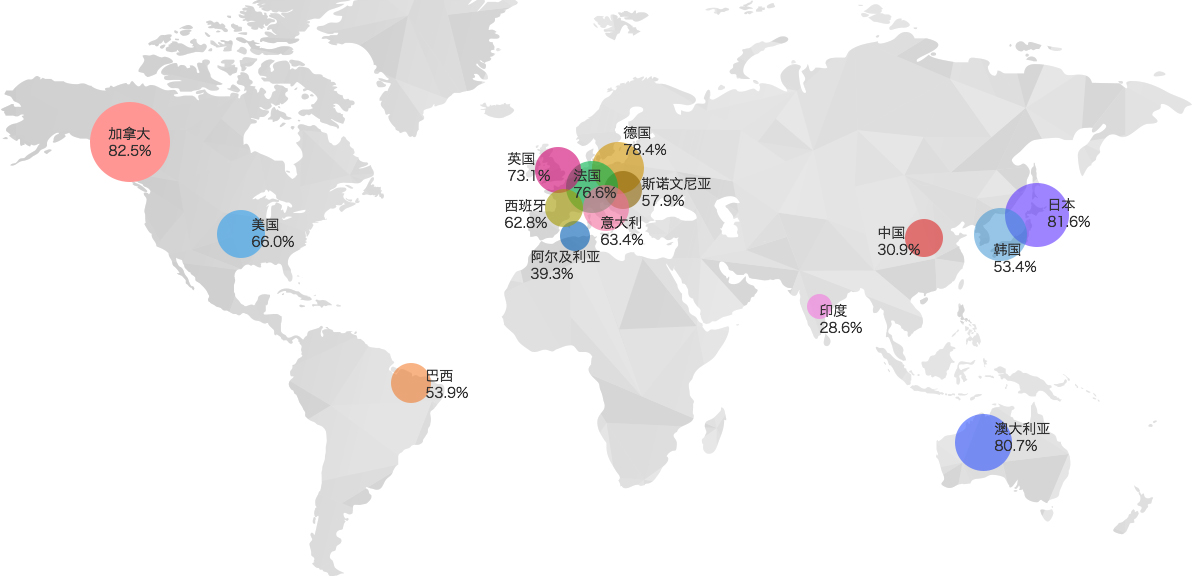 加拿大
82.5%
美国
66.0%
巴西
53.9%
英国
73.1%
德国
78.4%
法国
76.6%
斯诺文尼亚
57.9%
西班牙
62.8%
意大利
63.4%
阿尔及利亚
39.3%
中国
30.9%
日本
81.6%
韩国
53.4%
印度
28.6%
澳大利亚
80.7%